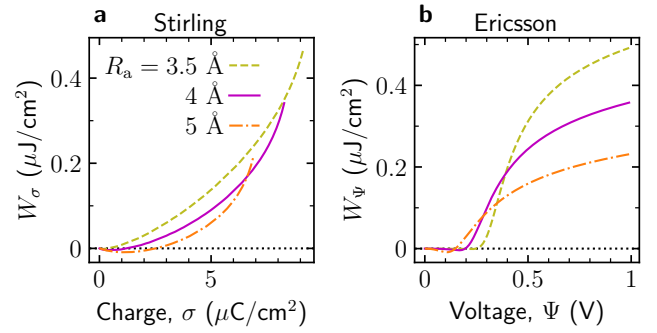 a Stirling
W_σ (μJ/cm²)
0.4
0.2
0
R_a = 3.5 Å
4 Å
5 Å
0 5
Charge, σ (μC/cm²)
b Ericsson
W_Ψ (μJ/cm²)
0.4
0.2
0
0 0.5 1
Voltage, Ψ (V)